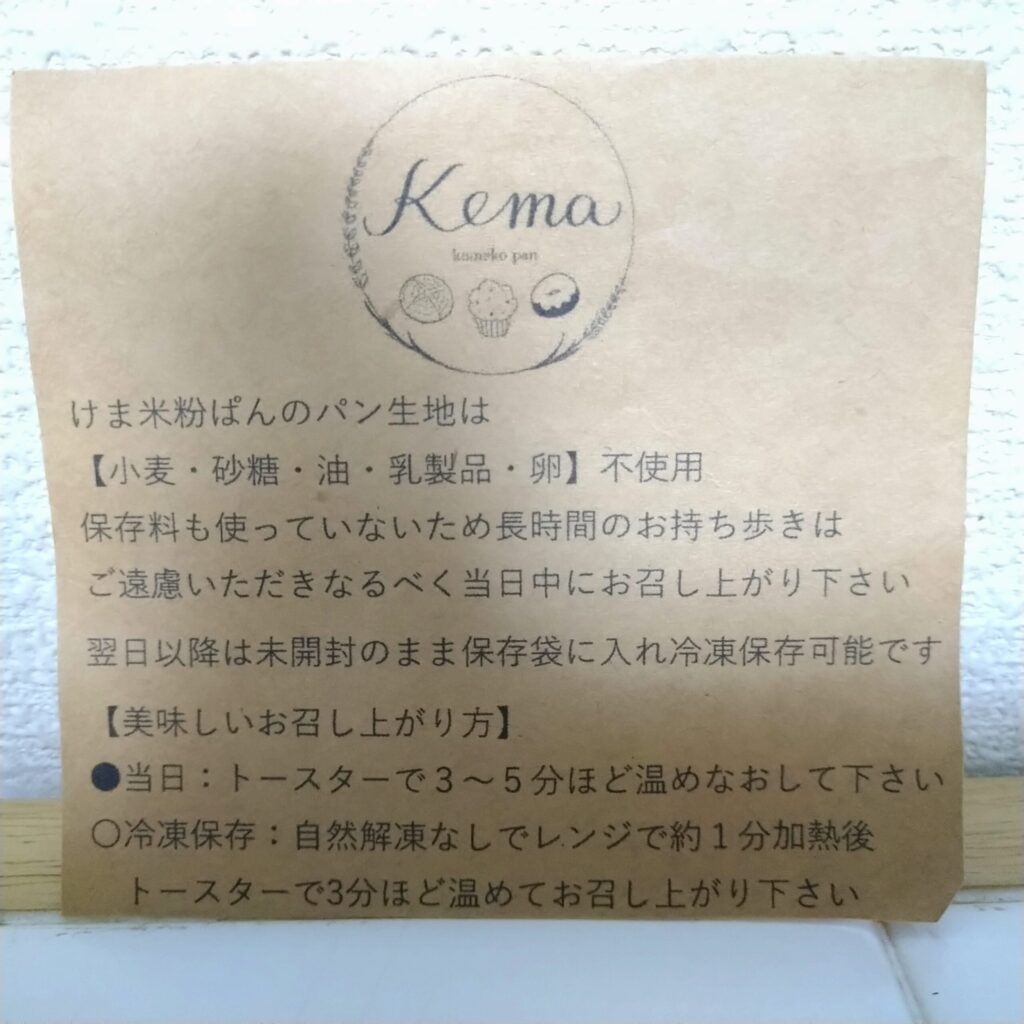 Kema
komeko pan
けま米粉ぱんのパン生地は
【小麦・砂糖・油・乳製品・卵】不使用
保存料も使っていないため長時間のお持ち歩きは
ご遠慮いただきなるべく当日中にお召し上がり下さい
翌日以降は未開封のまま保存袋に入れ冷凍保存可能です
【美味しいお召し上がり方】
●当日：トースターで３～５分ほど温めなおして下さい
〇冷凍保存：自然解凍なしでレンジで約１分加熱後
トースターで3分ほど温めてお召し上がり下さい